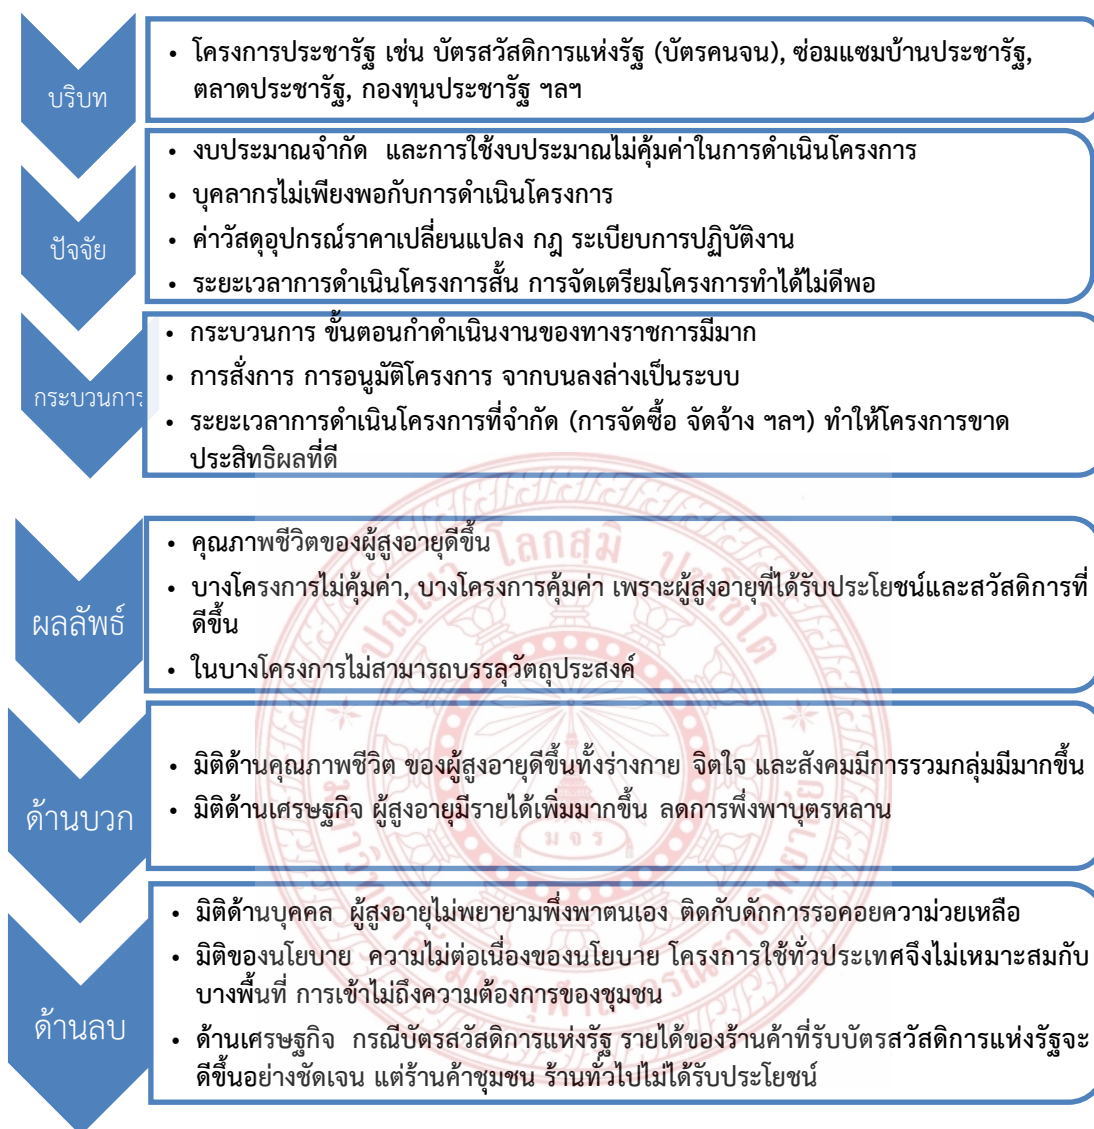 บริบท
• โครงการประชารัฐ เช่น บัตรสวัสดิการแห่งรัฐ (บัตรคนจน), ซ่อมแซมบ้านประชารัฐ,
ตลาดประชารัฐ, กองทุนประชารัฐ ฯลฯ
ปัจจัย
• งบประมาณจำกัด และการใช้งบประมาณไม่คุ้มค่าในการดำเนินโครงการ
• บุคลากรไม่เพียงพอกับการดำเนินโครงการ
• ค่าวัสดุอุปกรณ์ราคาเปลี่ยนแปลง กฎ ระเบียบการปฏิบัติงาน
• ระยะเวลาการดำเนินโครงการสั้น การจัดเตรียมโครงการทำได้ไม่ดีพอ
กระบวนการ
• กระบวนการ ขั้นตอนกำดำเนินงานของทางราชการมีมาก
• การสั่งการ การอนุมัติโครงการ จากบนลงล่างเป็นระบบ
• ระยะเวลาการดำเนินโครงการที่จำกัด (การจัดซื้อ จัดจ้าง ฯลฯ) ทำให้โครงการขาด
ประสิทธิผลที่ดี
ผลลัพธ์
• คุณภาพชีวิตของผู้สูงอายุดีขึ้น
• บางโครงการไม่คุ้มค่า, บางโครงการคุ้มค่า เพราะผู้สูงอายุที่ได้รับประโยชน์และสวัสดิการที่
ดีขึ้น
• ในบางโครงการไม่สามารถบรรลุวัตถุประสงค์
ด้านบวก
• มิติด้านคุณภาพชีวิต ของผู้สูงอายุดีขึ้นทั้งร่างกาย จิตใจ และสังคมมีการรวมกลุ่มมีมากขึ้น
• มิติด้านเศรษฐกิจ ผู้สูงอายุมีรายได้เพิ่มมากขึ้น ลดการพึ่งพาบุตรหลาน
ด้านลบ
• มิติด้านบุคคล ผู้สูงอายุไม่พยายามพึ่งพาตนเอง ติดกับดักการรอคอยความ่วยเหลือ
• มิติของนโยบาย ความไม่ต่อเนื่องของนโยบาย โครงการใช้ทั่วประเทศจึงไม่เหมาะสมกับ
บางพื้นที่ การเข้าไม่ถึงความต้องการของชุมชน
• ด้านเศรษฐกิจ กรณีบัตรสวัสดิการแห่งรัฐ รายได้ของร้านค้าที่รับบัตรสวัสดิการแห่งรัฐจะ
ดีขึ้นอย่างชัดเจน แต่ร้านค้าชุมชน ร้านทั่วไปไม่ได้รับประโยชน์
ปญฺญา โลกสฺมิ ปชฺโชโต
ม จ ร
มหาวิทยาลัยมหาจุฬาลงกรณราชวิทยาลัย